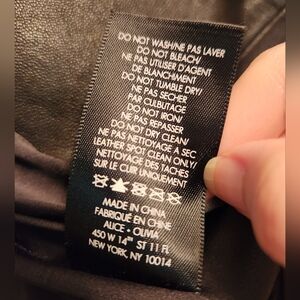 DO NOT WASH/NE PAS LAVER
DO NOT BLEACH/
NE PAS UTILISER D'AGENT
DE BLANCHIMENT
DO NOT TUMBLE DRY/
NE PAS SECHER
PAR CULBUTAGE
DO NOT IRON/
NE PAS REPASSER
DO NOT DRY CLEAN/
NE PAS NETTOYAGE A SEC
LEATHER SPOT CLEAN ONLY/
NETTOYAGE DES TACHES
SUR LE CUIR UNIQUEMENT
MADE IN CHINA
FABRIQUÉ EN CHINE
ALICE + OLIVIA
450 W 14TH ST 11 FL
NEW YORK, NY 10014